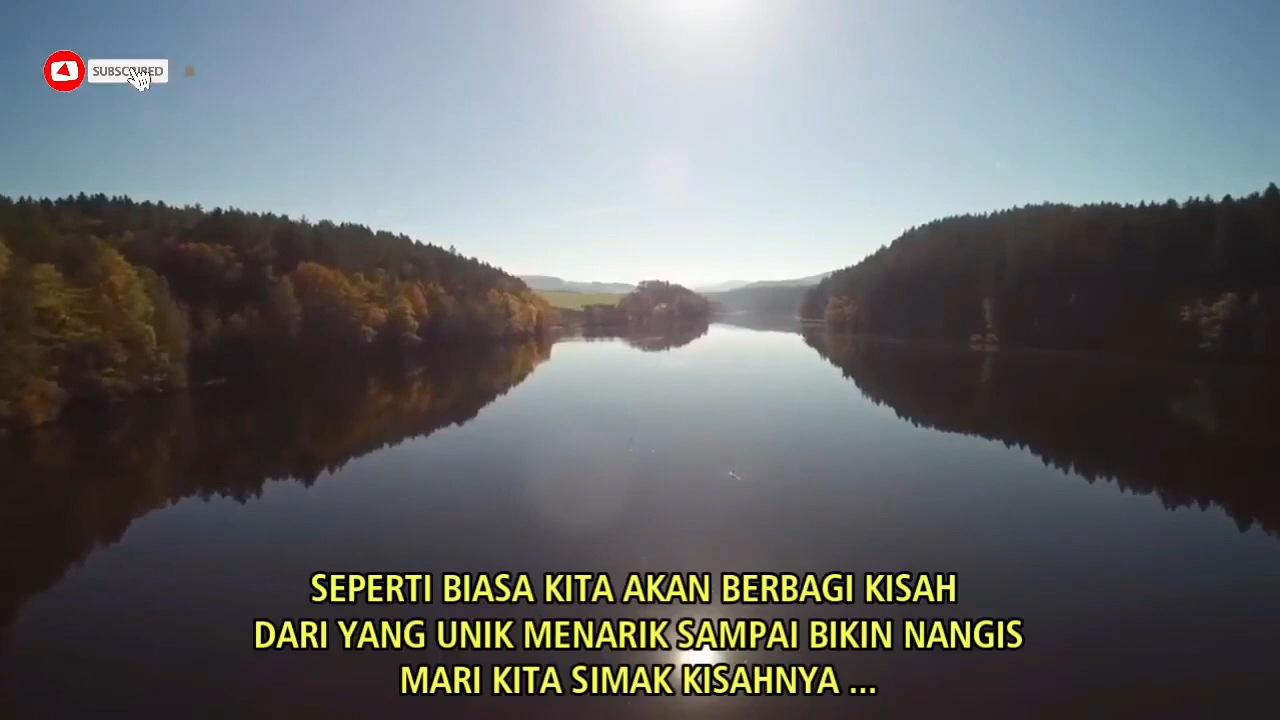 SUBSCRIBED
SEPERTI BIASA KITA AKAN BERBAGI KISAH
DARI YANG UNIK MENARIK SAMPAI BIKIN NANGIS
MARI KITA SIMAK KISAHNYA ...